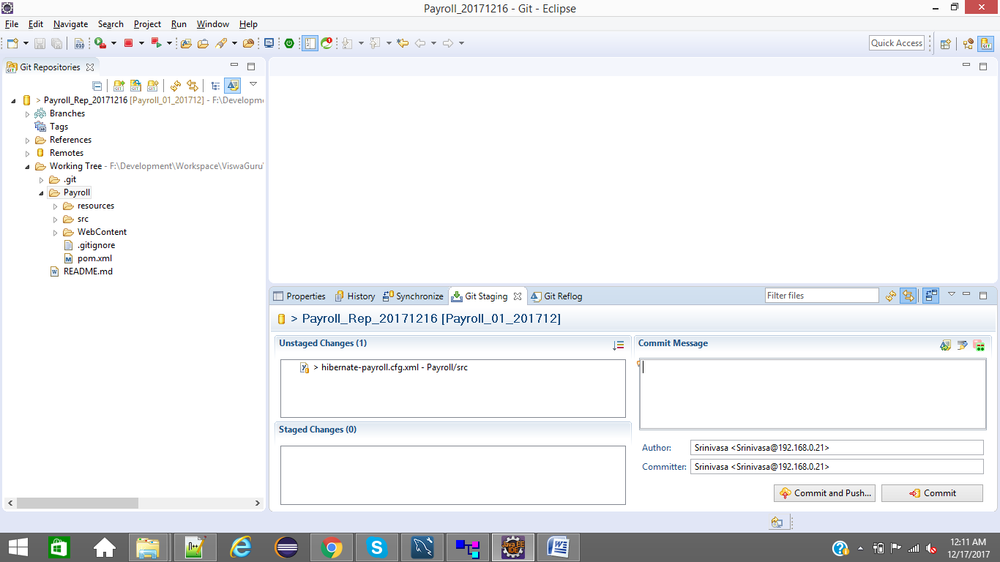 Payroll_20171216 - Git - Eclipse
File Edit Navigate Search Project Run Window Help
Quick Access
Git Repositories
> Payroll_Rep_20171216 [Payroll_01_201712] - F:\Developme
Branches
Tags
References
Remotes
Working Tree - F:\Development\Workspace\ViswaGuru
.git
Payroll
resources
src
WebContent
.gitignore
pom.xml
README.md
Properties History Synchronize Git Staging Git Reflog
Filter files
> Payroll_Rep_20171216 [Payroll_01_201712]
Unstaged Changes (1)
> hibernate-payroll.cfg.xml - Payroll/src
Staged Changes (0)
Commit Message
Author: Srinivasa <Srinivasa@192.168.0.21>
Committer: Srinivasa <Srinivasa@192.168.0.21>
Commit and Push... Commit
12:11 AM
12/17/2017